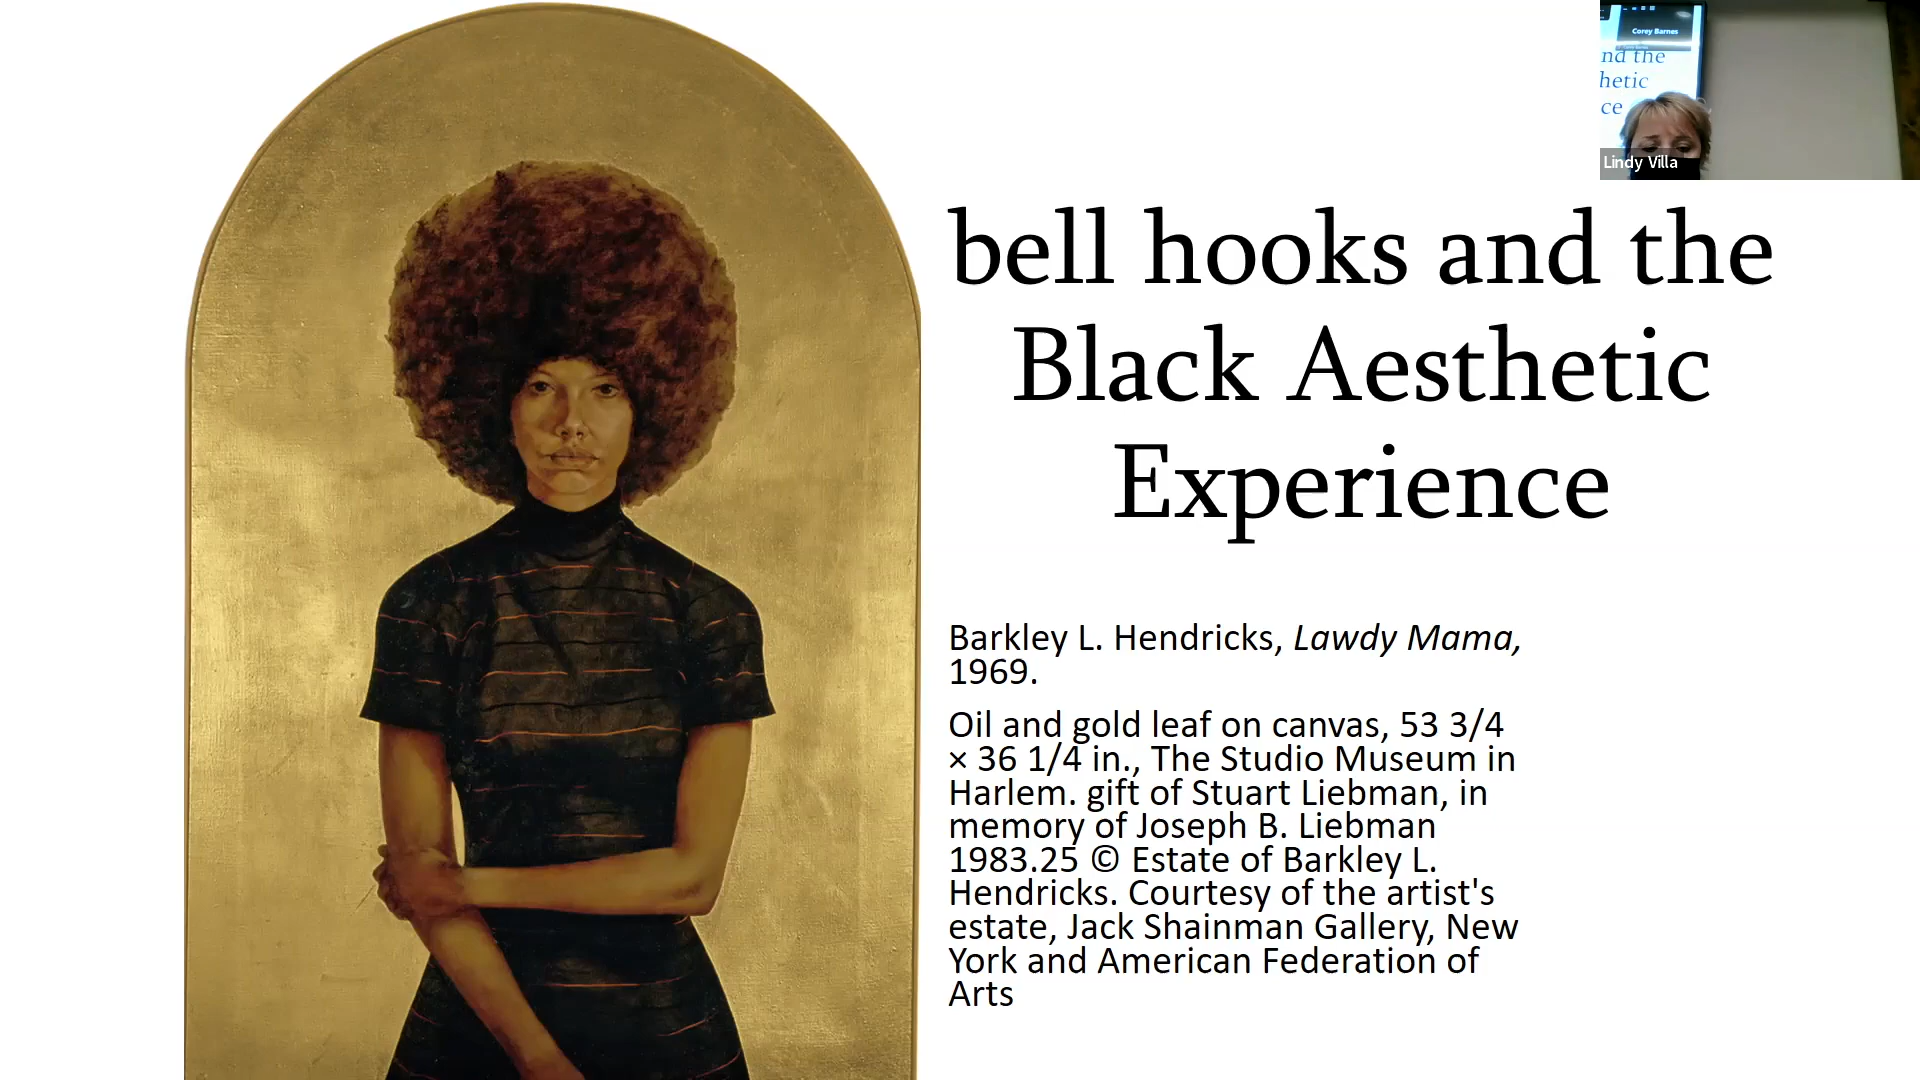 Corey Barnes
nd the
hetic
ce
Lindy Villa
bell hooks and the
Black Aesthetic
Experience
Barkley L. Hendricks, Lawdy Mama,
1969.
Oil and gold leaf on canvas, 53 3/4
× 36 1/4 in., The Studio Museum in
Harlem. gift of Stuart Liebman, in
memory of Joseph B. Liebman
1983.25 © Estate of Barkley L.
Hendricks. Courtesy of the artist's
estate, Jack Shainman Gallery, New
York and American Federation of
Arts